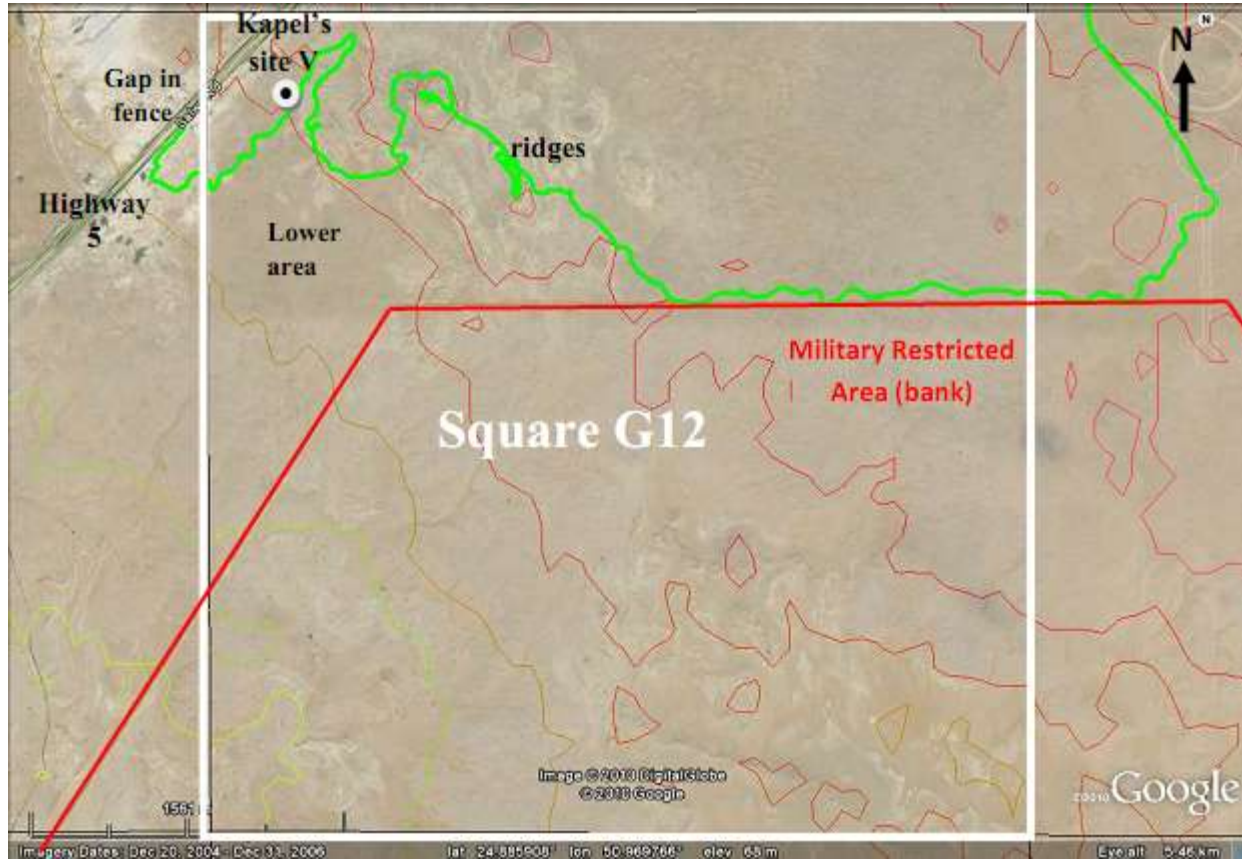 Kapel's
site V
Gap in
fence
N
N
ridges
Highway
5
Lower
area
Military Restricted
Area (bank)
Square G12
Image © 2010 DigitalGlobe
© 2010 Google
©2010 Google
Imagery Dates: Dec 20, 2004 - Dec 31, 2006
lat 24.885908° lon 50.969766° elev 68 m
Eye alt 5.46 km